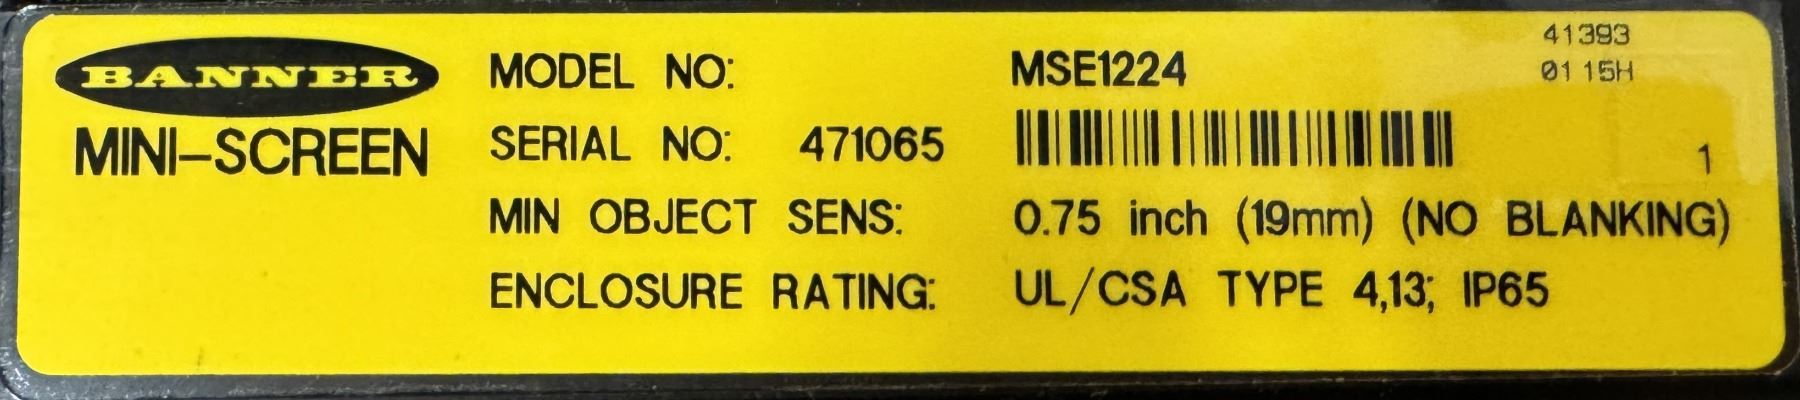 BANNER
MINI-SCREEN
MODEL NO: MSE1224
41393
0115H
SERIAL NO: 471065
1
MIN OBJECT SENS: 0.75 inch (19mm) (NO BLANKING)
ENCLOSURE RATING: UL/CSA TYPE 4,13; IP65